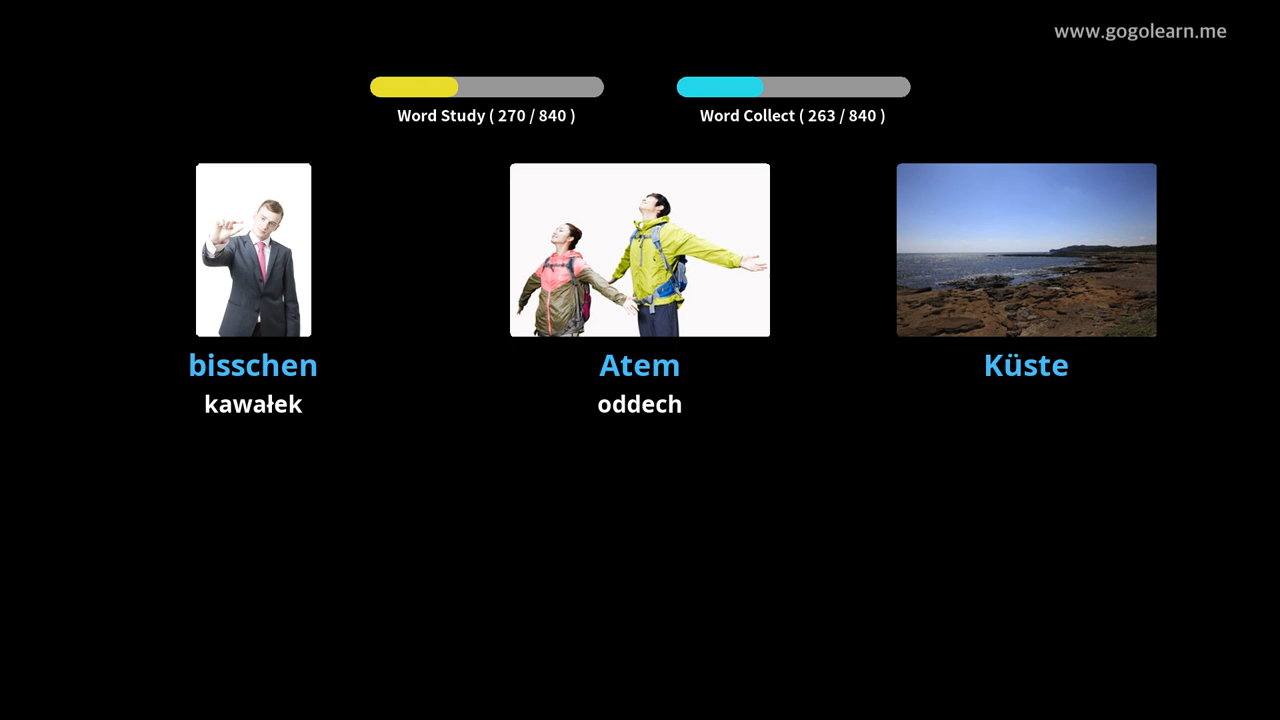 www.gogolearn.me
Word Study ( 270 / 840 )
Word Collect ( 263 / 840 )
bisschen
kawałek
Atem
oddech
Küste